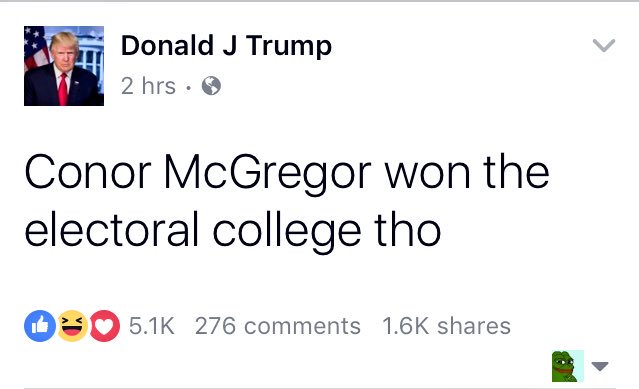 Donald J Trump
2 hrs ·
Conor McGregor won the
electoral college tho
5.1K 276 comments 1.6K shares